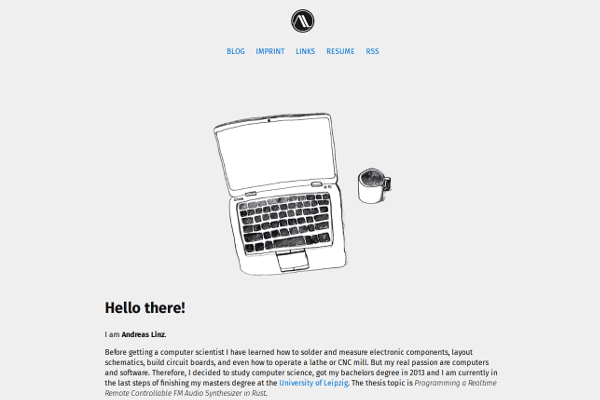 BLOG IMPRINT LINKS RESUME RSS
Hello there!
I am Andreas Linz.
Before getting a computer scientist I have learned how to solder and measure electronic components, layout
schematics, build circuit boards, and even how to operate a lathe or CNC mill. But my real passion are computers
and software. Therefore, I decided to study computer science, got my bachelors degree in 2013 and I am currently in
the last steps of finishing my masters degree at the University of Leipzig. The thesis topic is Programming a Realtime
Remote Controllable FM Audio Synthesizer in Rust.